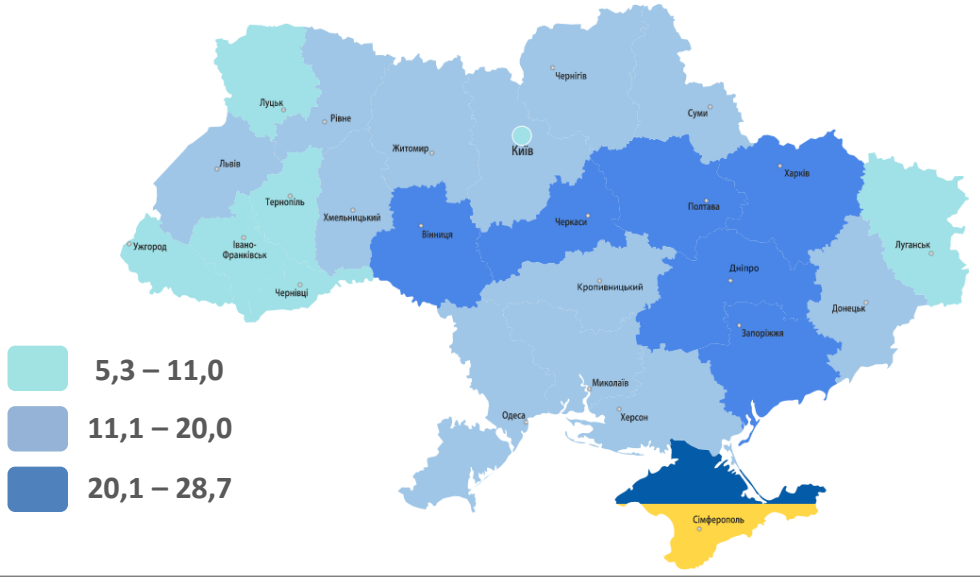 Чернігів
Луцьк
Суми
Рівне
Житомир
Київ
Львів
Харків
Тернопіль
Полтава
Хмельницький
Черкаси
Вінниця
Ужгород
Івано-
Франківськ
Луганськ
Дніпро
Чернівці
Кропивницький
Донецьк
Запоріжжя
5,3 – 11,0
Миколаїв
Одеса
Херсон
11,1 – 20,0
20,1 – 28,7
Сімферополь